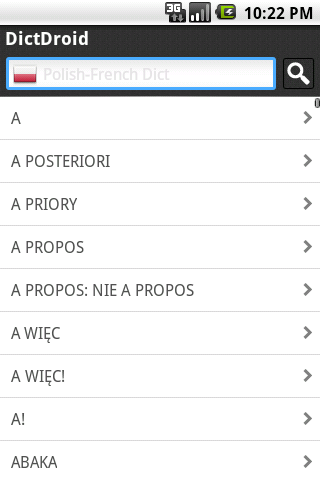 3G
10:22 PM
DictDroid
Polish-French Dict
A
A POSTERIORI
A PRIORY
A PROPOS
A PROPOS: NIE A PROPOS
A WIĘC
A WIĘC!
A!
ABAKA